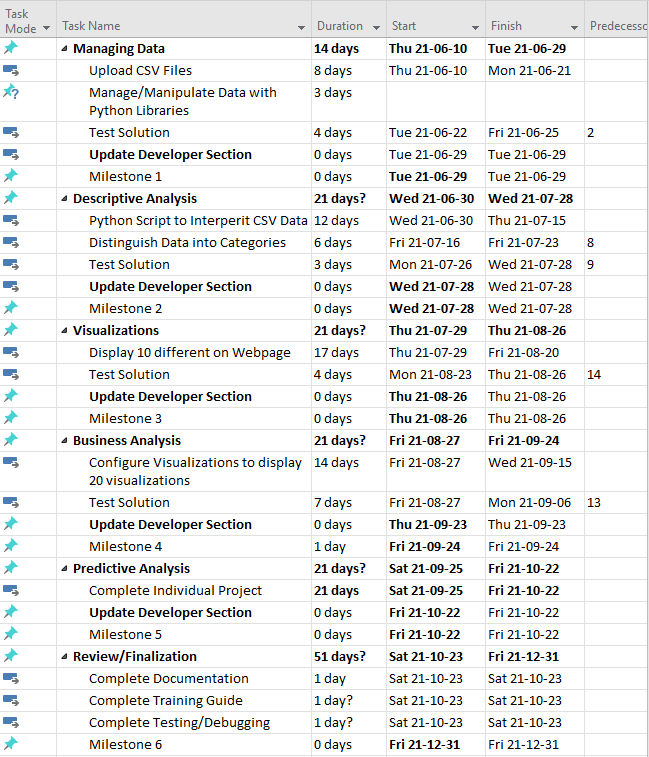 Task Mode Task Name Duration Start Finish Predecesso
Managing Data 14 days Thu 21-06-10 Tue 21-06-29
Upload CSV Files 8 days Thu 21-06-10 Mon 21-06-21
Manage/Manipulate Data with 3 days
Python Libraries
Test Solution 4 days Tue 21-06-22 Fri 21-06-25 2
Update Developer Section 0 days Tue 21-06-29 Tue 21-06-29
Milestone 1 0 days Tue 21-06-29 Tue 21-06-29
Descriptive Analysis 21 days? Wed 21-06-30 Wed 21-07-28
Python Script to Interperit CSV Data 12 days Wed 21-06-30 Thu 21-07-15
Distinguish Data into Categories 6 days Fri 21-07-16 Fri 21-07-23 8
Test Solution 3 days Mon 21-07-26 Wed 21-07-28 9
Update Developer Section 0 days Wed 21-07-28 Wed 21-07-28
Milestone 2 0 days Wed 21-07-28 Wed 21-07-28
Visualizations 21 days? Thu 21-07-29 Thu 21-08-26
Display 10 different on Webpage 17 days Thu 21-07-29 Fri 21-08-20
Test Solution 4 days Mon 21-08-23 Thu 21-08-26 14
Update Developer Section 0 days Thu 21-08-26 Thu 21-08-26
Milestone 3 0 days Thu 21-08-26 Thu 21-08-26
Business Analysis 21 days? Fri 21-08-27 Fri 21-09-24
Configure Visualizations to display 14 days Fri 21-08-27 Wed 21-09-15
20 visualizations
Test Solution 7 days Fri 21-08-27 Mon 21-09-06 13
Update Developer Section 0 days Thu 21-09-23 Thu 21-09-23
Milestone 4 1 day Fri 21-09-24 Fri 21-09-24
Predictive Analysis 21 days? Sat 21-09-25 Fri 21-10-22
Complete Individual Project 21 days Sat 21-09-25 Fri 21-10-22
Update Developer Section 0 days Fri 21-10-22 Fri 21-10-22
Milestone 5 0 days Fri 21-10-22 Fri 21-10-22
Review/Finalization 51 days? Sat 21-10-23 Fri 21-12-31
Complete Documentation 1 day Sat 21-10-23 Sat 21-10-23
Complete Training Guide 1 day? Sat 21-10-23 Sat 21-10-23
Complete Testing/Debugging 1 day? Sat 21-10-23 Sat 21-10-23
Milestone 6 0 days Fri 21-12-31 Fri 21-12-31